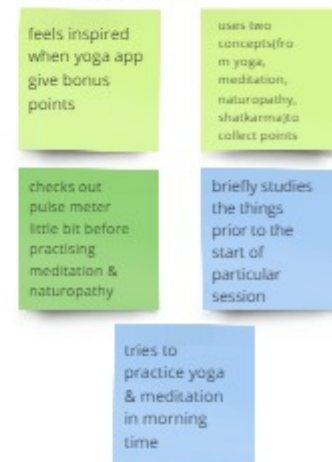 feels inspired
when yoga app
give bonus
points
uses two
concepts(fro
m yoga,
meditation,
naturopathy,
shatkarma)to
collect points
checks out
pulse meter
little bit before
practising
meditation &
naturopathy
briefly studies
the things
prior to the
start of
particular
session
tries to
practice yoga
& meditation
in morning
time